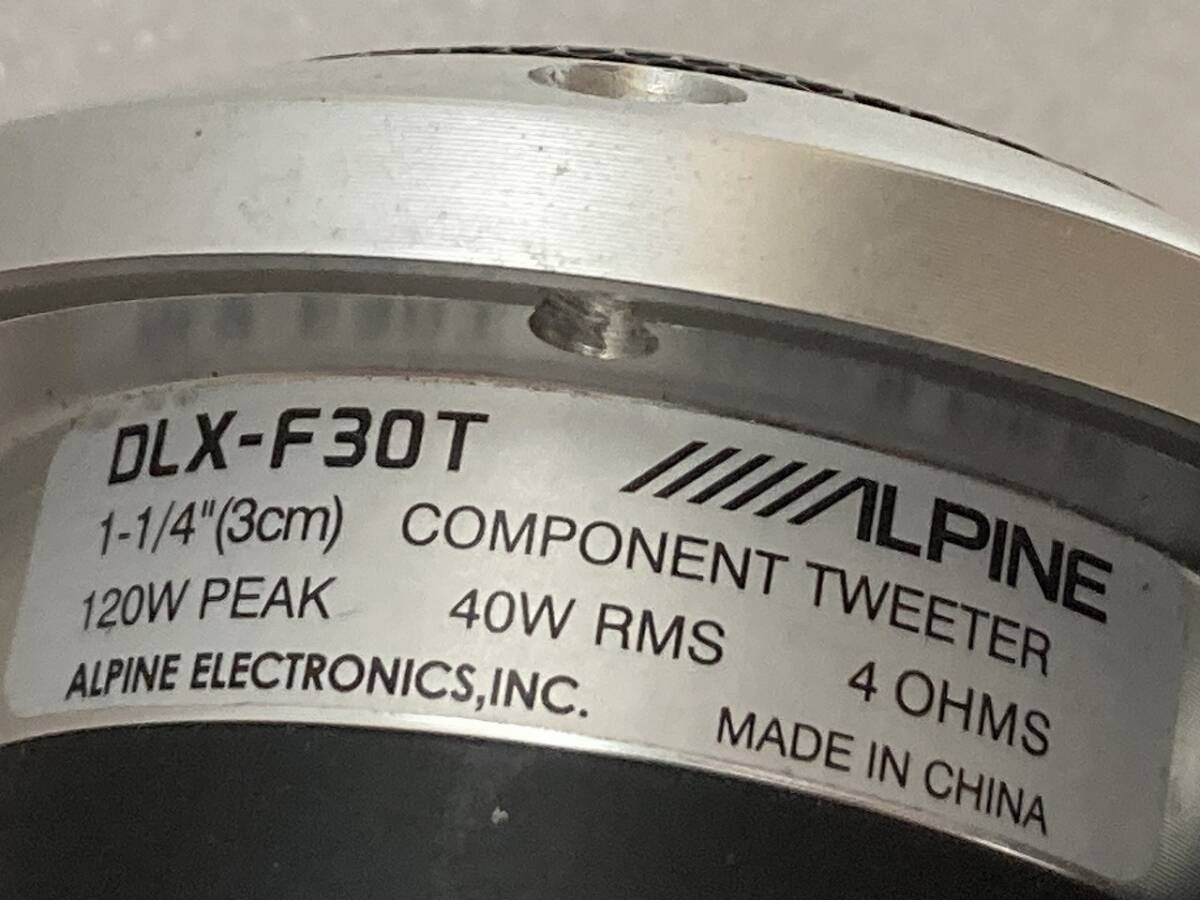 DLX-F30T
ALPINE
1-1/4"(3cm) COMPONENT TWEETER
120W PEAK 40W RMS 4 OHMS
ALPINE ELECTRONICS,INC. MADE IN CHINA